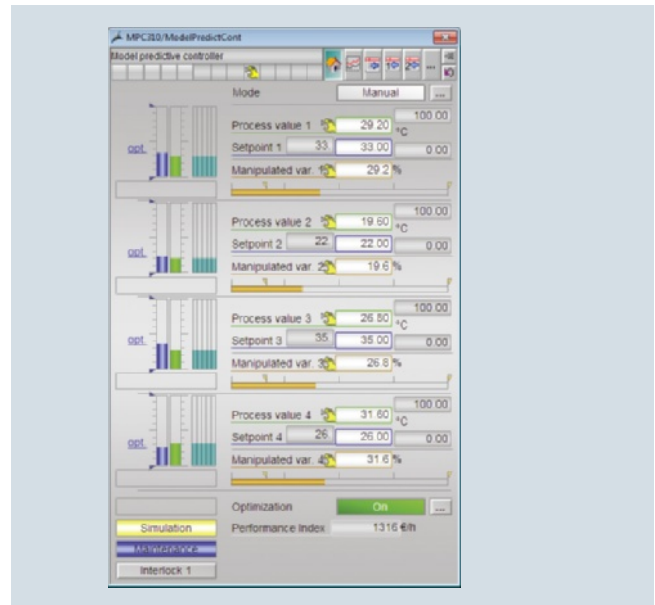 MPC310/ModelPredictCont
Model predictive controller
...
Mode Manual ...
100.00
Process value 1 29.20 °C
opt. Setpoint 1 33. 33.00 0.00
Manipulated var. 1 29.2 %
100.00
Process value 2 19.60 °C
opt. Setpoint 2 22. 22.00 0.00
Manipulated var. 2 19.6 %
100.00
Process value 3 26.80 °C
opt. Setpoint 3 35. 35.00 0.00
Manipulated var. 3 26.8 %
100.00
Process value 4 31.60 °C
opt. Setpoint 4 26. 26.00 0.00
Manipulated var. 4 31.6 %
Optimization On ...
Simulation Performance Index 1316 €/h
Maintenance
Interlock 1